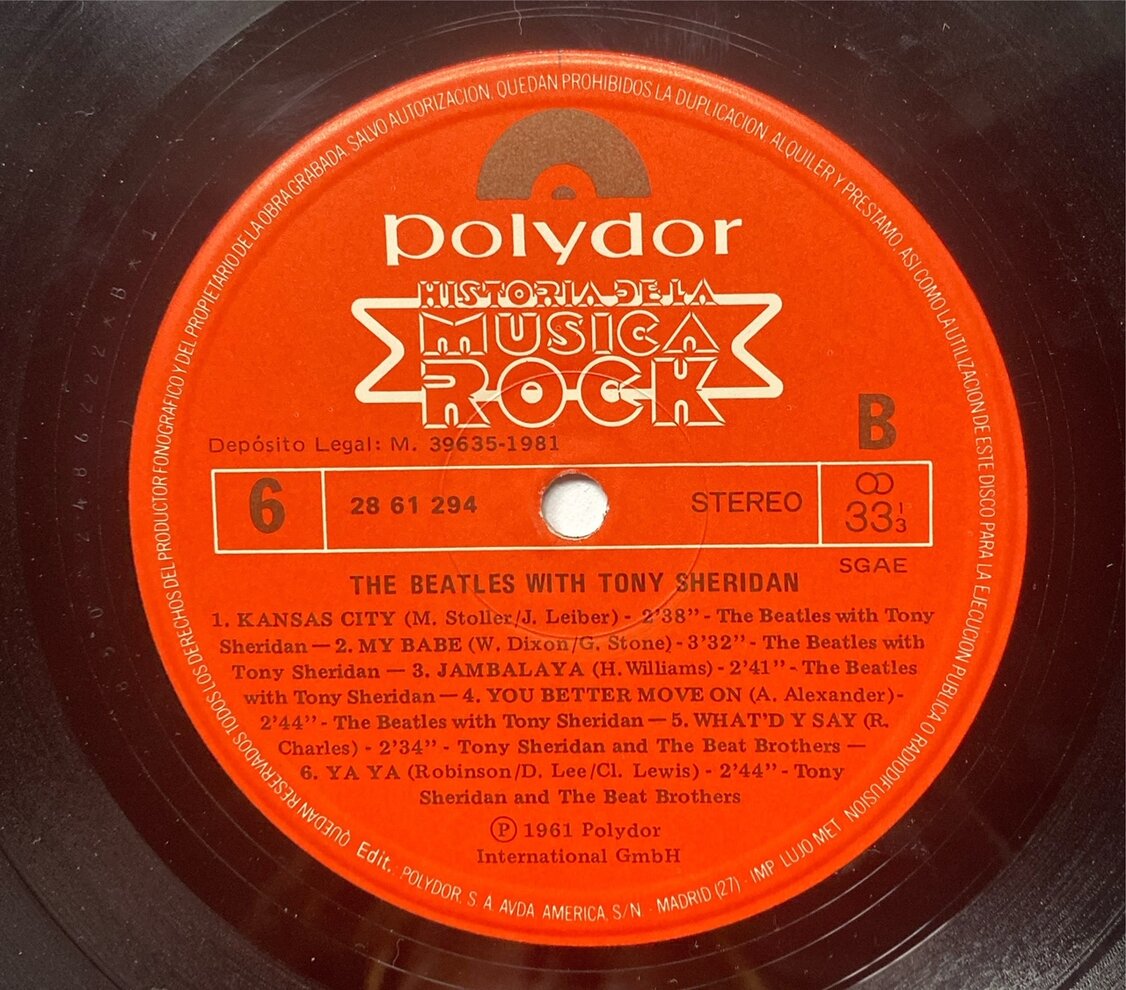 polydor
HISTORIA DE LA
MUSICA
ROCK
B
Depósito Legal: M. 39635-1981
6
28 61 294
STEREO
33 1/3
SGAE
THE BEATLES WITH TONY SHERIDAN
1. KANSAS CITY (M. Stoller/J. Leiber) - 2'38" - The Beatles with Tony
Sheridan — 2. MY BABE (W. Dixon/G. Stone) - 3'32" - The Beatles with
Tony Sheridan — 3. JAMBALAYA (H. Williams) - 2'41" - The Beatles
with Tony Sheridan — 4. YOU BETTER MOVE ON (A. Alexander) -
2'44" - The Beatles with Tony Sheridan — 5. WHAT'D Y SAY (R.
Charles) - 2'34" - Tony Sheridan and The Beat Brothers —
6. YA YA (Robinson/D. Lee/Cl. Lewis) - 2'44" - Tony
Sheridan and The Beat Brothers
Ⓟ 1961 Polydor
International GmbH
QUEDAN RESERVADOS TODOS LOS DERECHOS DEL PRODUCTOR FONOGRAFICO Y DEL PROPIETARIO DE LA OBRA GRABADA. SALVO AUTORIZACION, QUEDAN PROHIBIDOS LA DUPLICACION, ALQUILER Y PRESTAMO, ASI COMO LA UTILIZACION DE ESTE DISCO PARA LA EJECUCION PUBLICA O RADIODIFUSION
Edit. POLYDOR, S. A. AVDA AMERICA, S/N. - MADRID (27) - IMP. LUJO MET